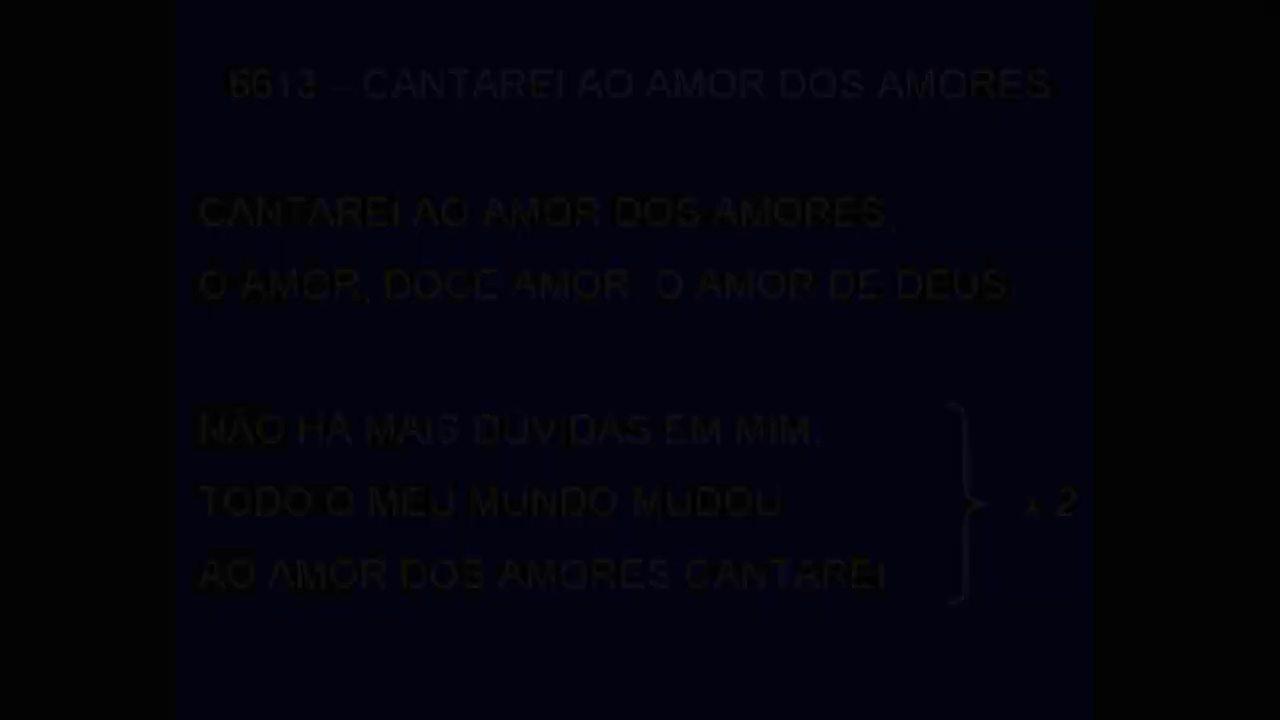 6613 - CANTAREI AO AMOR DOS AMORES
CANTAREI AO AMOR DOS AMORES,
O AMOR, DOCE AMOR, O AMOR DE DEUS.
NÃO HÁ MAIS DÚVIDAS EM MIM,
TODO O MEU MUNDO MUDOU
AO AMOR DOS AMORES CANTAREI
x 2